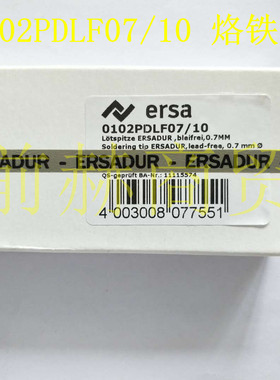 02PDLF07/10 烙铁
ersa
0102PDLF07/10
Lötspitze ERSADUR ,bleifrei,0.7MM
Soldering tip ERSADUR,lead-free, 0.7 mm Ø
ADUR - ERSADUR - ERSADUR
QS-geprüft BA-Nr.: 11115574
4 003008 077551